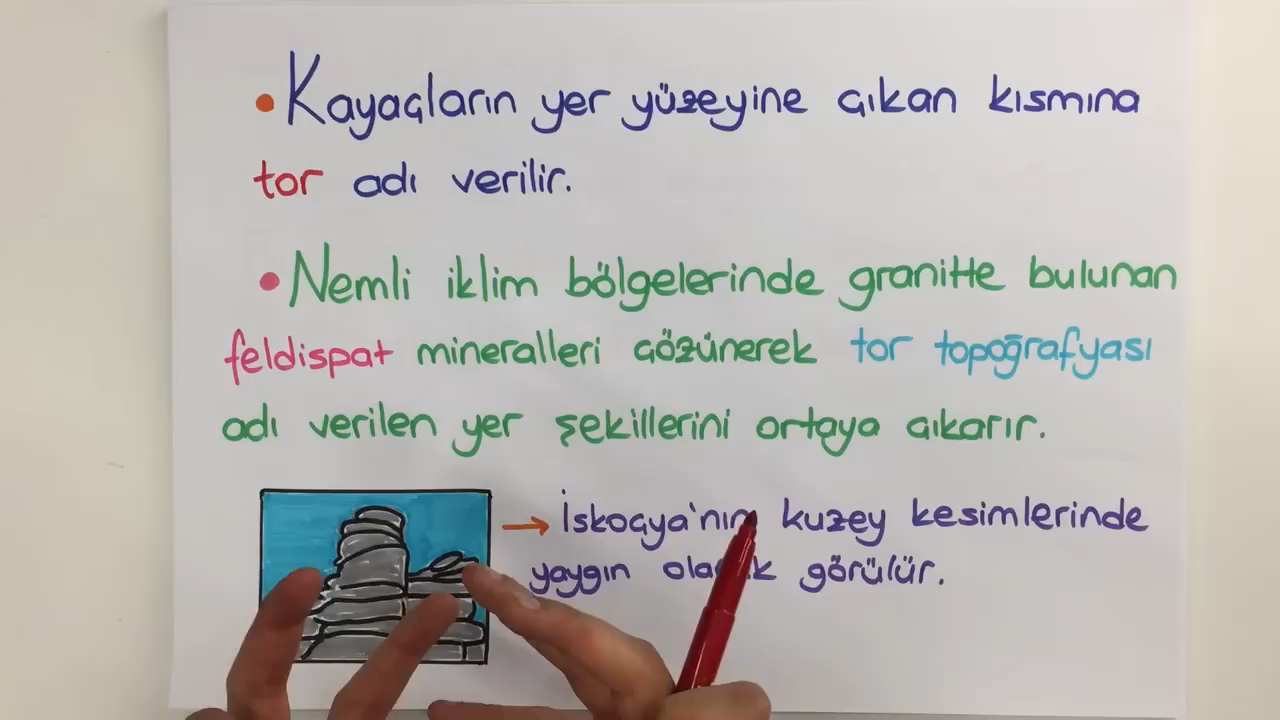 • Kayaçların yer yüzeyine çıkan kısmına
tor adı verilir.
• Nemli iklim bölgelerinde granitte bulunan
feldispat mineralleri çözünerek tor topoğrafyası
adı verilen yer şekillerini ortaya çıkarır.
→ İskoçya'nın kuzey kesimlerinde
yaygın olarak görülür.